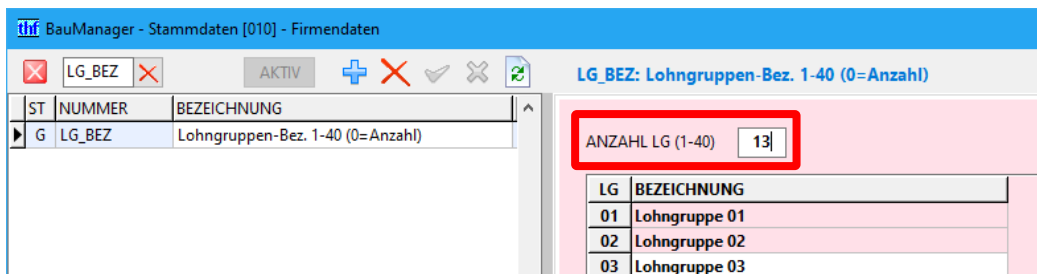 thf BauManager - Stammdaten [010] - Firmendaten
LG_BEZ AKTIV LG_BEZ: Lohngruppen-Bez. 1-40 (0=Anzahl)
ST NUMMER BEZEICHNUNG
G LG_BEZ Lohngruppen-Bez. 1-40 (0=Anzahl)
ANZAHL LG (1-40) 13
LG BEZEICHNUNG
01 Lohngruppe 01
02 Lohngruppe 02
03 Lohngruppe 03